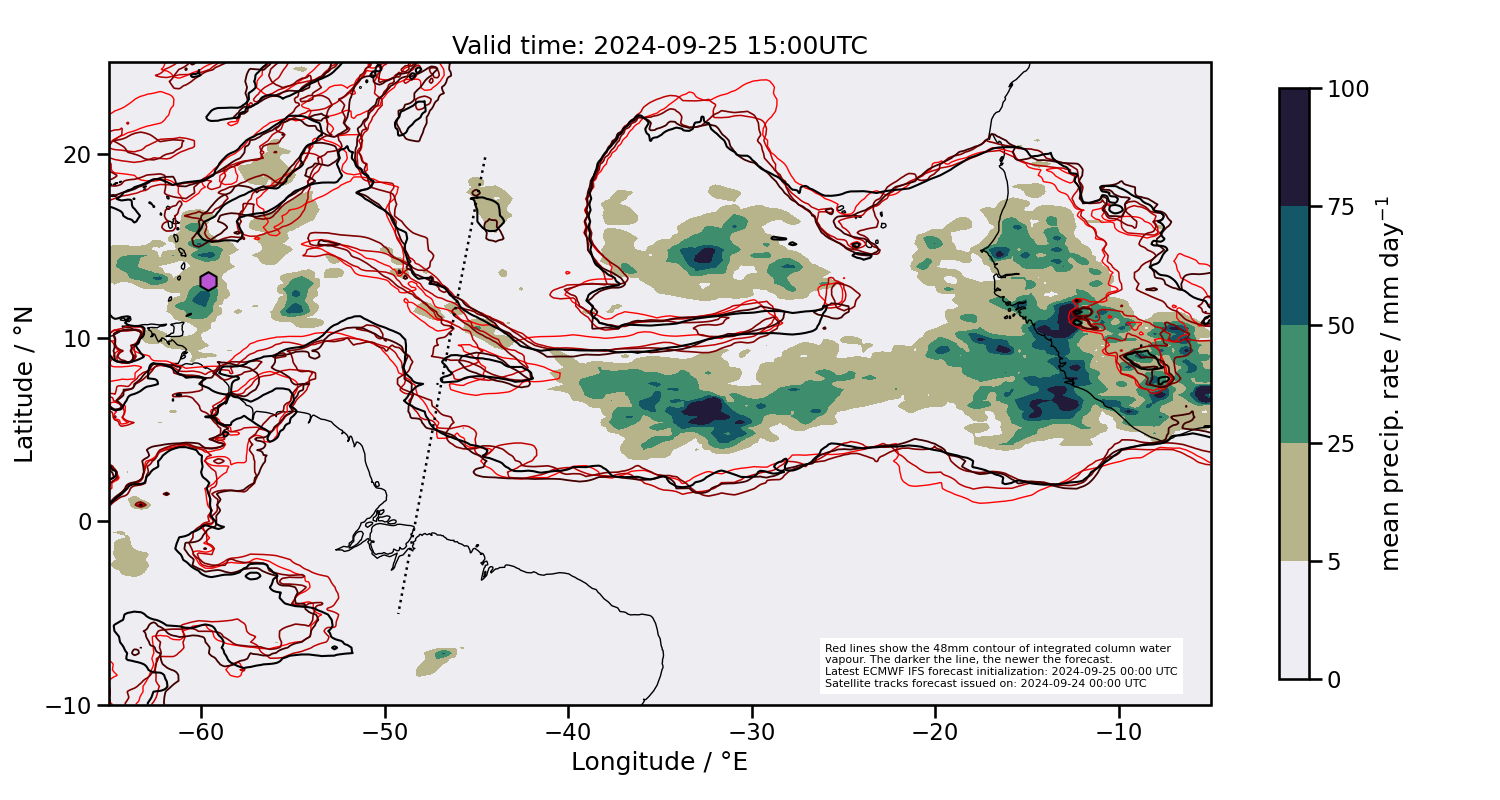 Valid time: 2024-09-25 15:00UTC
Latitude / °N
20
10
0
−10
−60
−50
−40
−30
−20
−10
Longitude / °E
Red lines show the 48mm contour of integrated column water
vapour. The darker the line, the newer the forecast.
Latest ECMWF IFS forecast initialization: 2024-09-25 00:00 UTC
Satellite tracks forecast issued on: 2024-09-24 00:00 UTC
100
75
50
25
5
0
mean precip. rate / mm day⁻¹